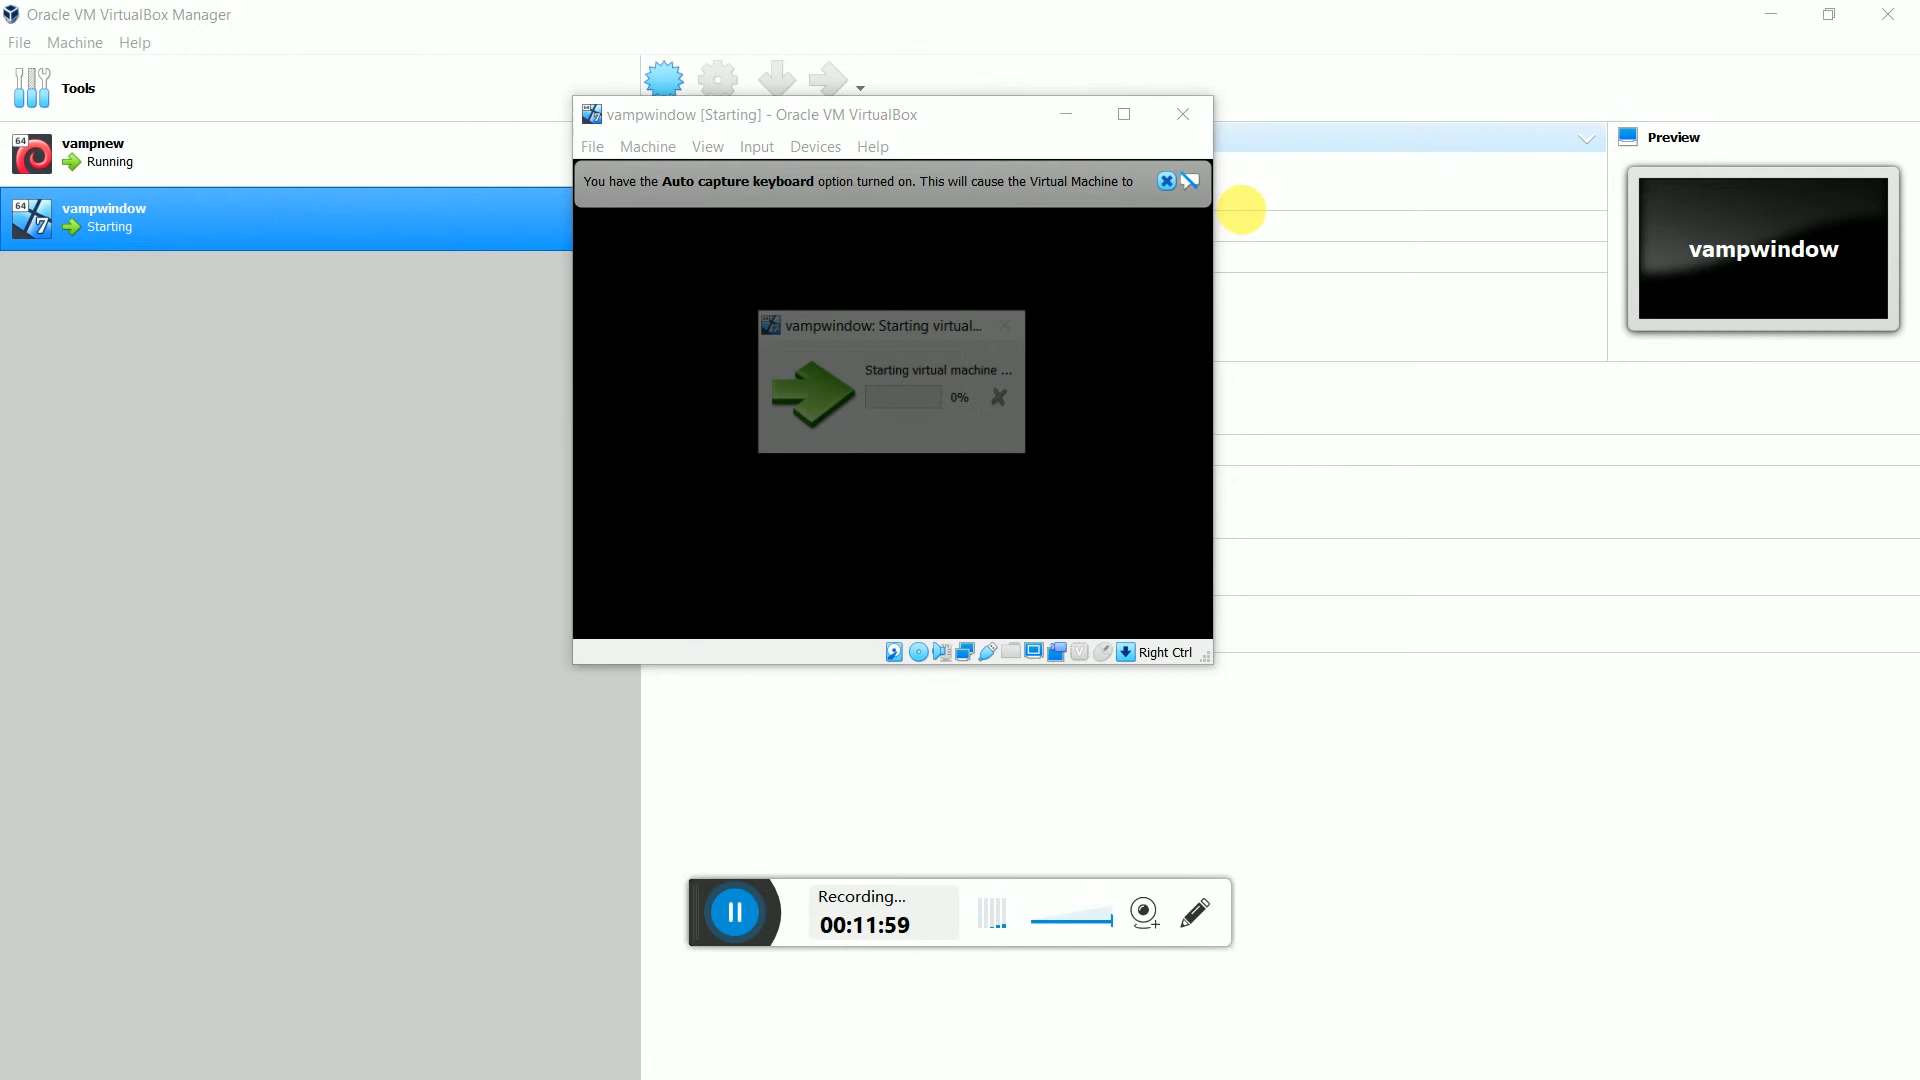 Oracle VM VirtualBox Manager
File Machine Help
Tools
64 vampnew
Running
64 vampwindow
Starting
vampwindow [Starting] - Oracle VM VirtualBox
File Machine View Input Devices Help
You have the Auto capture keyboard option turned on. This will cause the Virtual Machine to
vampwindow: Starting virtual...
Starting virtual machine ...
0%
Right Ctrl
Preview
vampwindow
Recording...
00:11:59